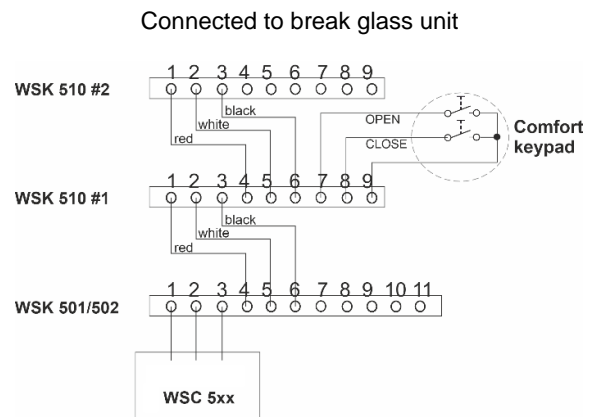 Connected to break glass unit
WSK 510 #2
1 2 3 4 5 6 7 8 9
black
white
red
OPEN
CLOSE
Comfort
keypad
WSK 510 #1
1 2 3 4 5 6 7 8 9
black
white
red
WSK 501/502
1 2 3 4 5 6 7 8 9 10 11
WSC 5xx